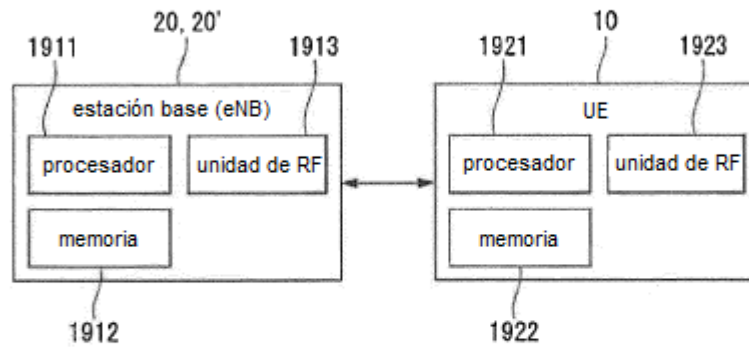 20, 20' 10
1911 1913 1921 1923
estación base (eNB) UE
procesador unidad de RF procesador unidad de RF
memoria memoria
1912 1922